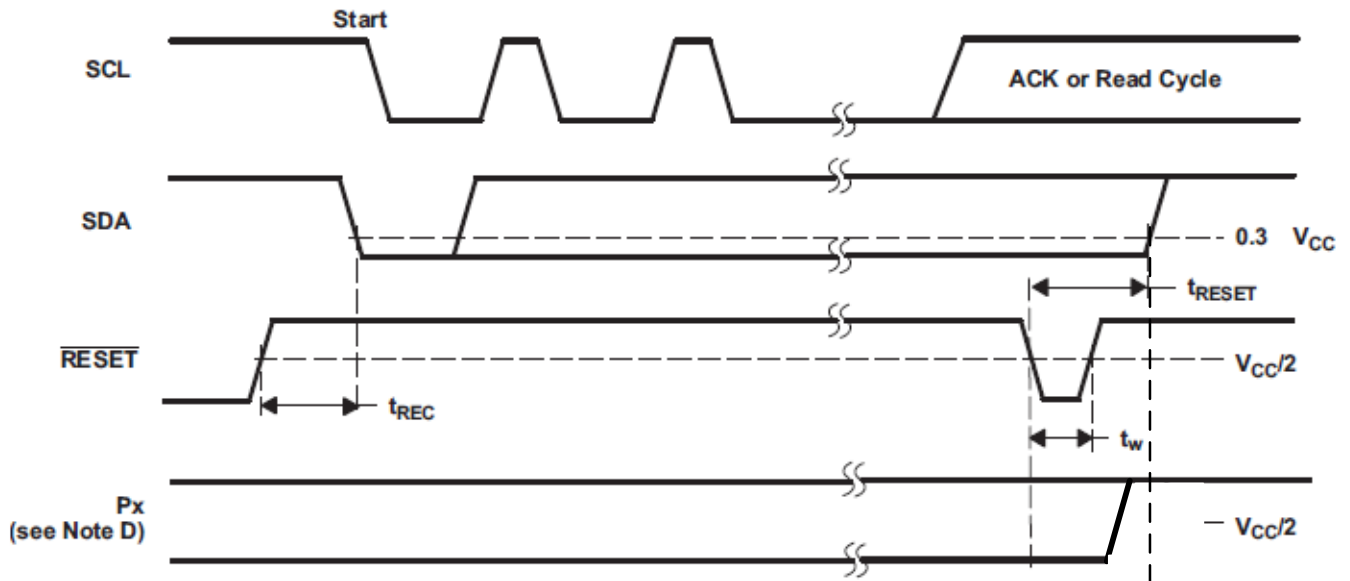 Start
SCL
ACK or Read Cycle
SDA
0.3 VCC
tRESET
RESET
VCC/2
tREC
tw
Px
(see Note D)
VCC/2